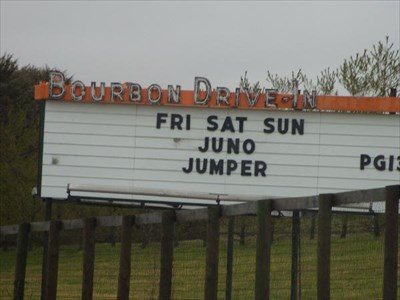 BOURBON DRIVE-IN
FRI SAT SUN
JUNO
JUMPER
PG13